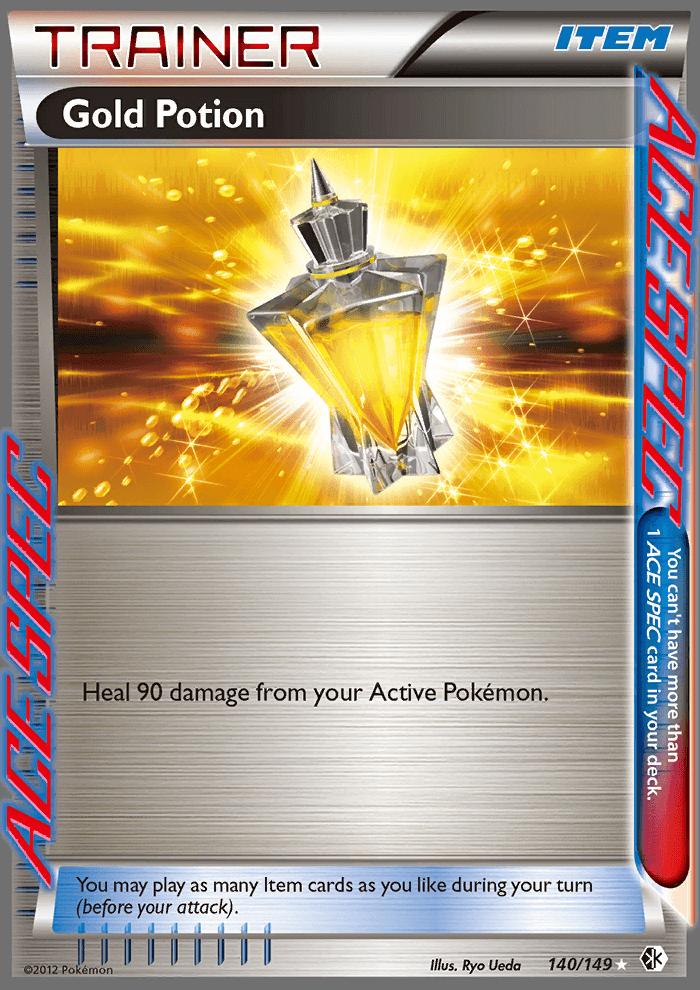 TRAINER
ITEM
Gold Potion
ACE SPEC
You can't have more than
1 ACE SPEC card in your deck.
ACE SPEC
Heal 90 damage from your Active Pokémon.
You may play as many Item cards as you like during your turn
(before your attack).
©2012 Pokémon
Illus. Ryo Ueda
140/149